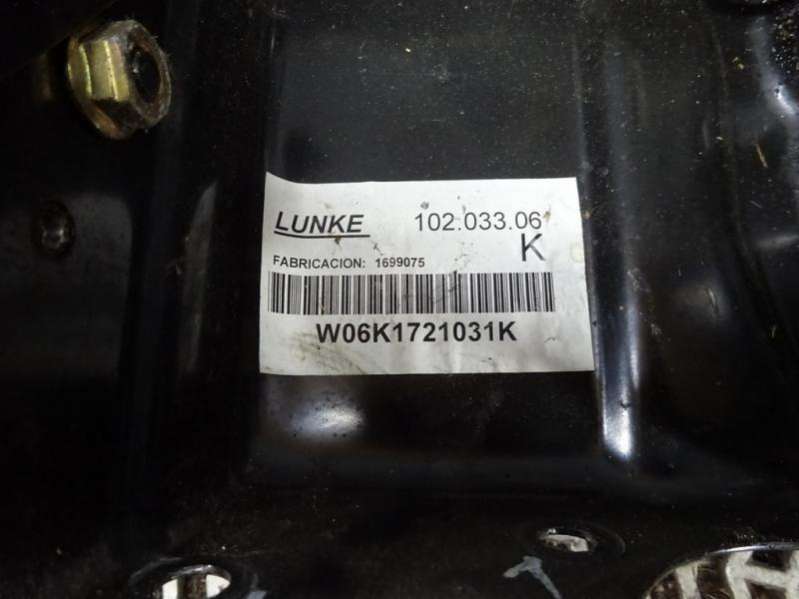 LUNKE 102.033.06
K
FABRICACION: 1699075
W06K1721031K